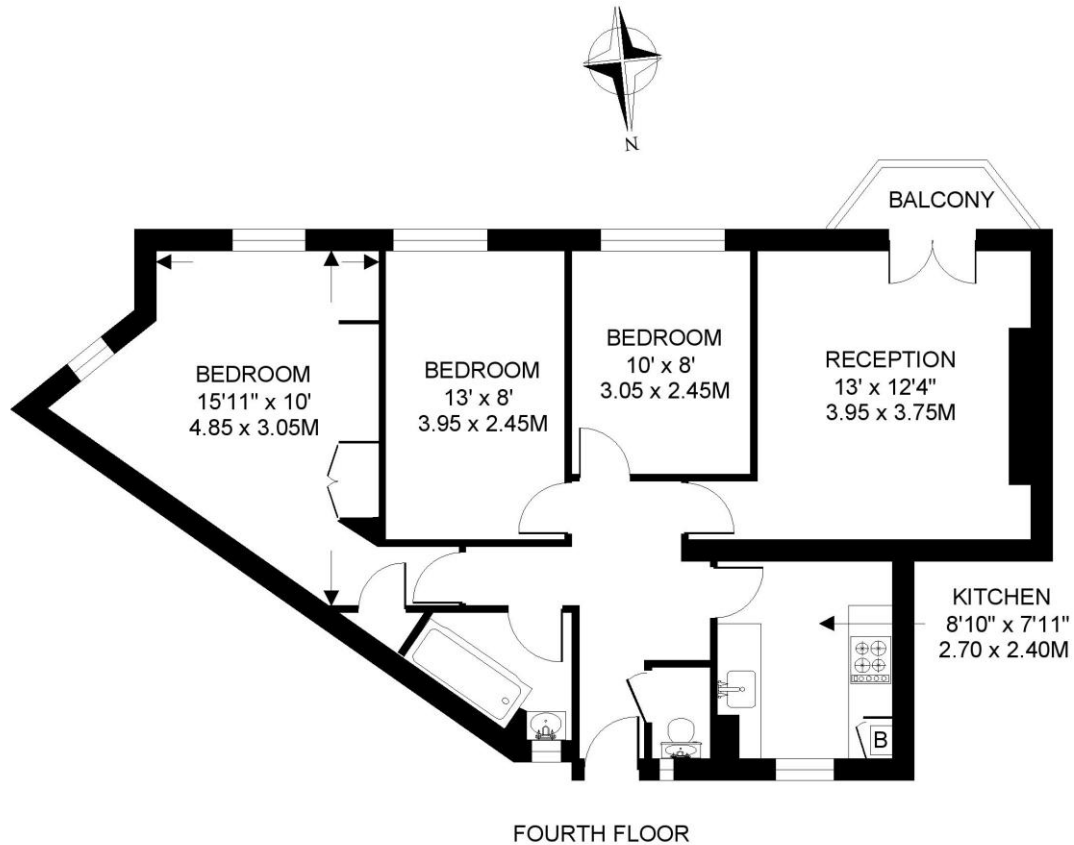 N
BALCONY
BEDROOM
15'11" x 10'
4.85 x 3.05M
BEDROOM
13' x 8'
3.95 x 2.45M
BEDROOM
10' x 8'
3.05 x 2.45M
RECEPTION
13' x 12'4"
3.95 x 3.75M
KITCHEN
8'10" x 7'11"
2.70 x 2.40M
B
FOURTH FLOOR